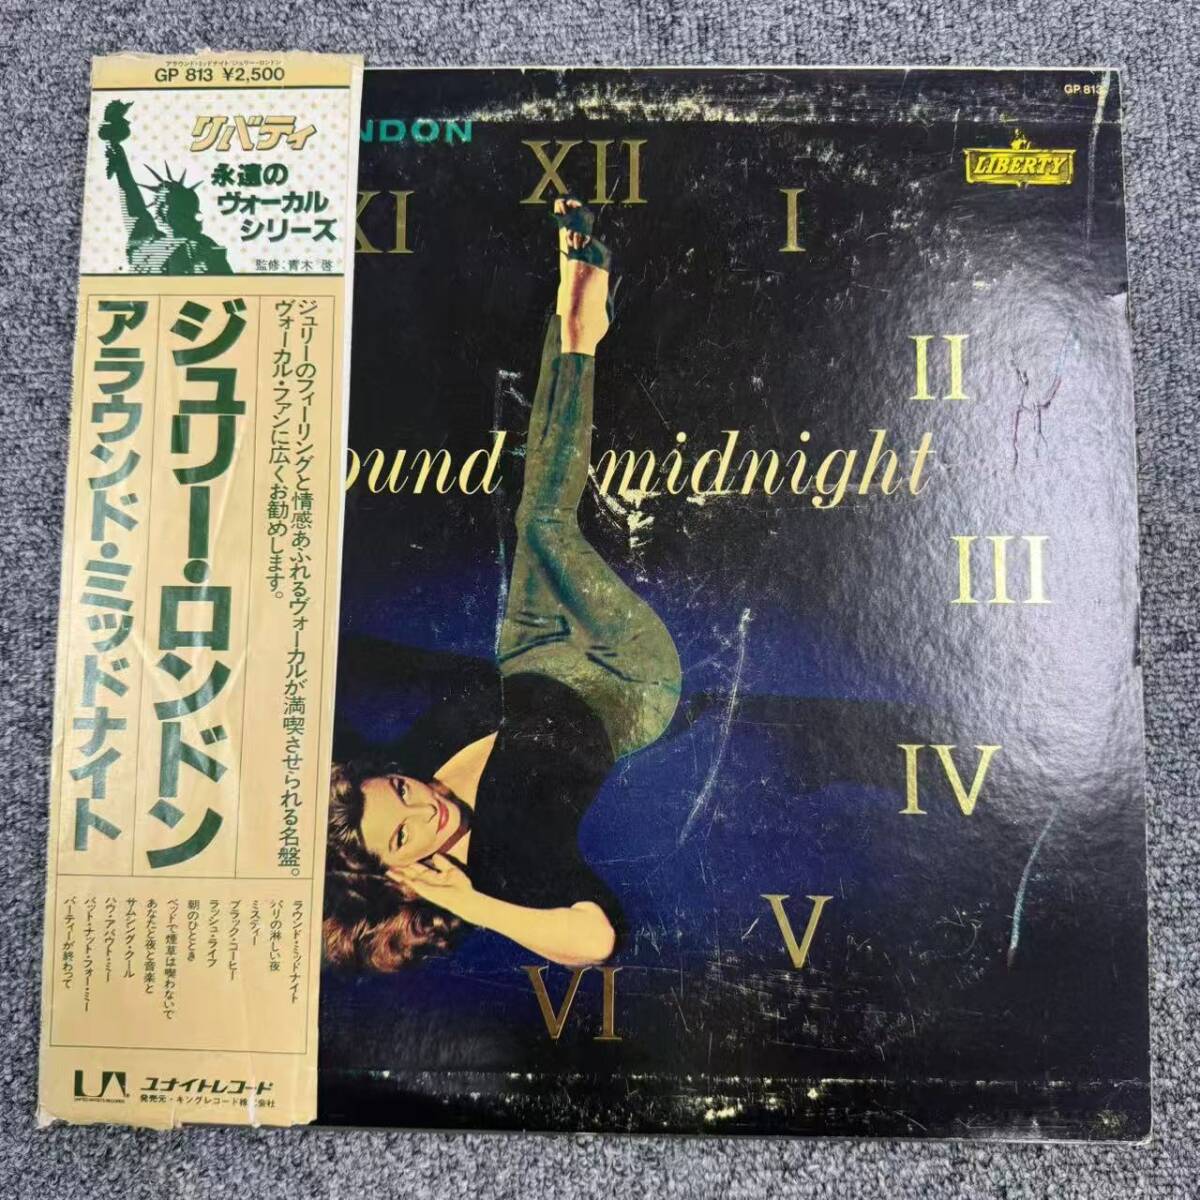 アラウンド・ミッドナイト/ジュリー・ロンドン
GP 813 ¥2,500
リバティ
永遠の
ヴォーカル
シリーズ
監修:青木 啓
ジュリーのフィーリングと情感あふれるヴォーカルが満喫させられる名盤。
ヴォーカル・ファンに広くお勧めします。
ジュリー・ロンドン
アラウンド・ミッドナイト
ラウンド・ミッドナイト
パリの淋しい夜
ミスティー
ブラック・コーヒー
ラッシュ・ライフ
朝のひととき
ベッドで煙草は喫わないで
あなたと夜と音楽と
サムシング・クール
ハウ・アバウト・ミー
バット・ナット・フォー・ミー
パーティーが終わって
UA
UNITED ARTISTS RECORDS
ユナイトレコード
発売元・キングレコード株式会社
NDON
GP 813
LIBERTY
XII
XI
I
II
ound midnight
III
IV
V
VI